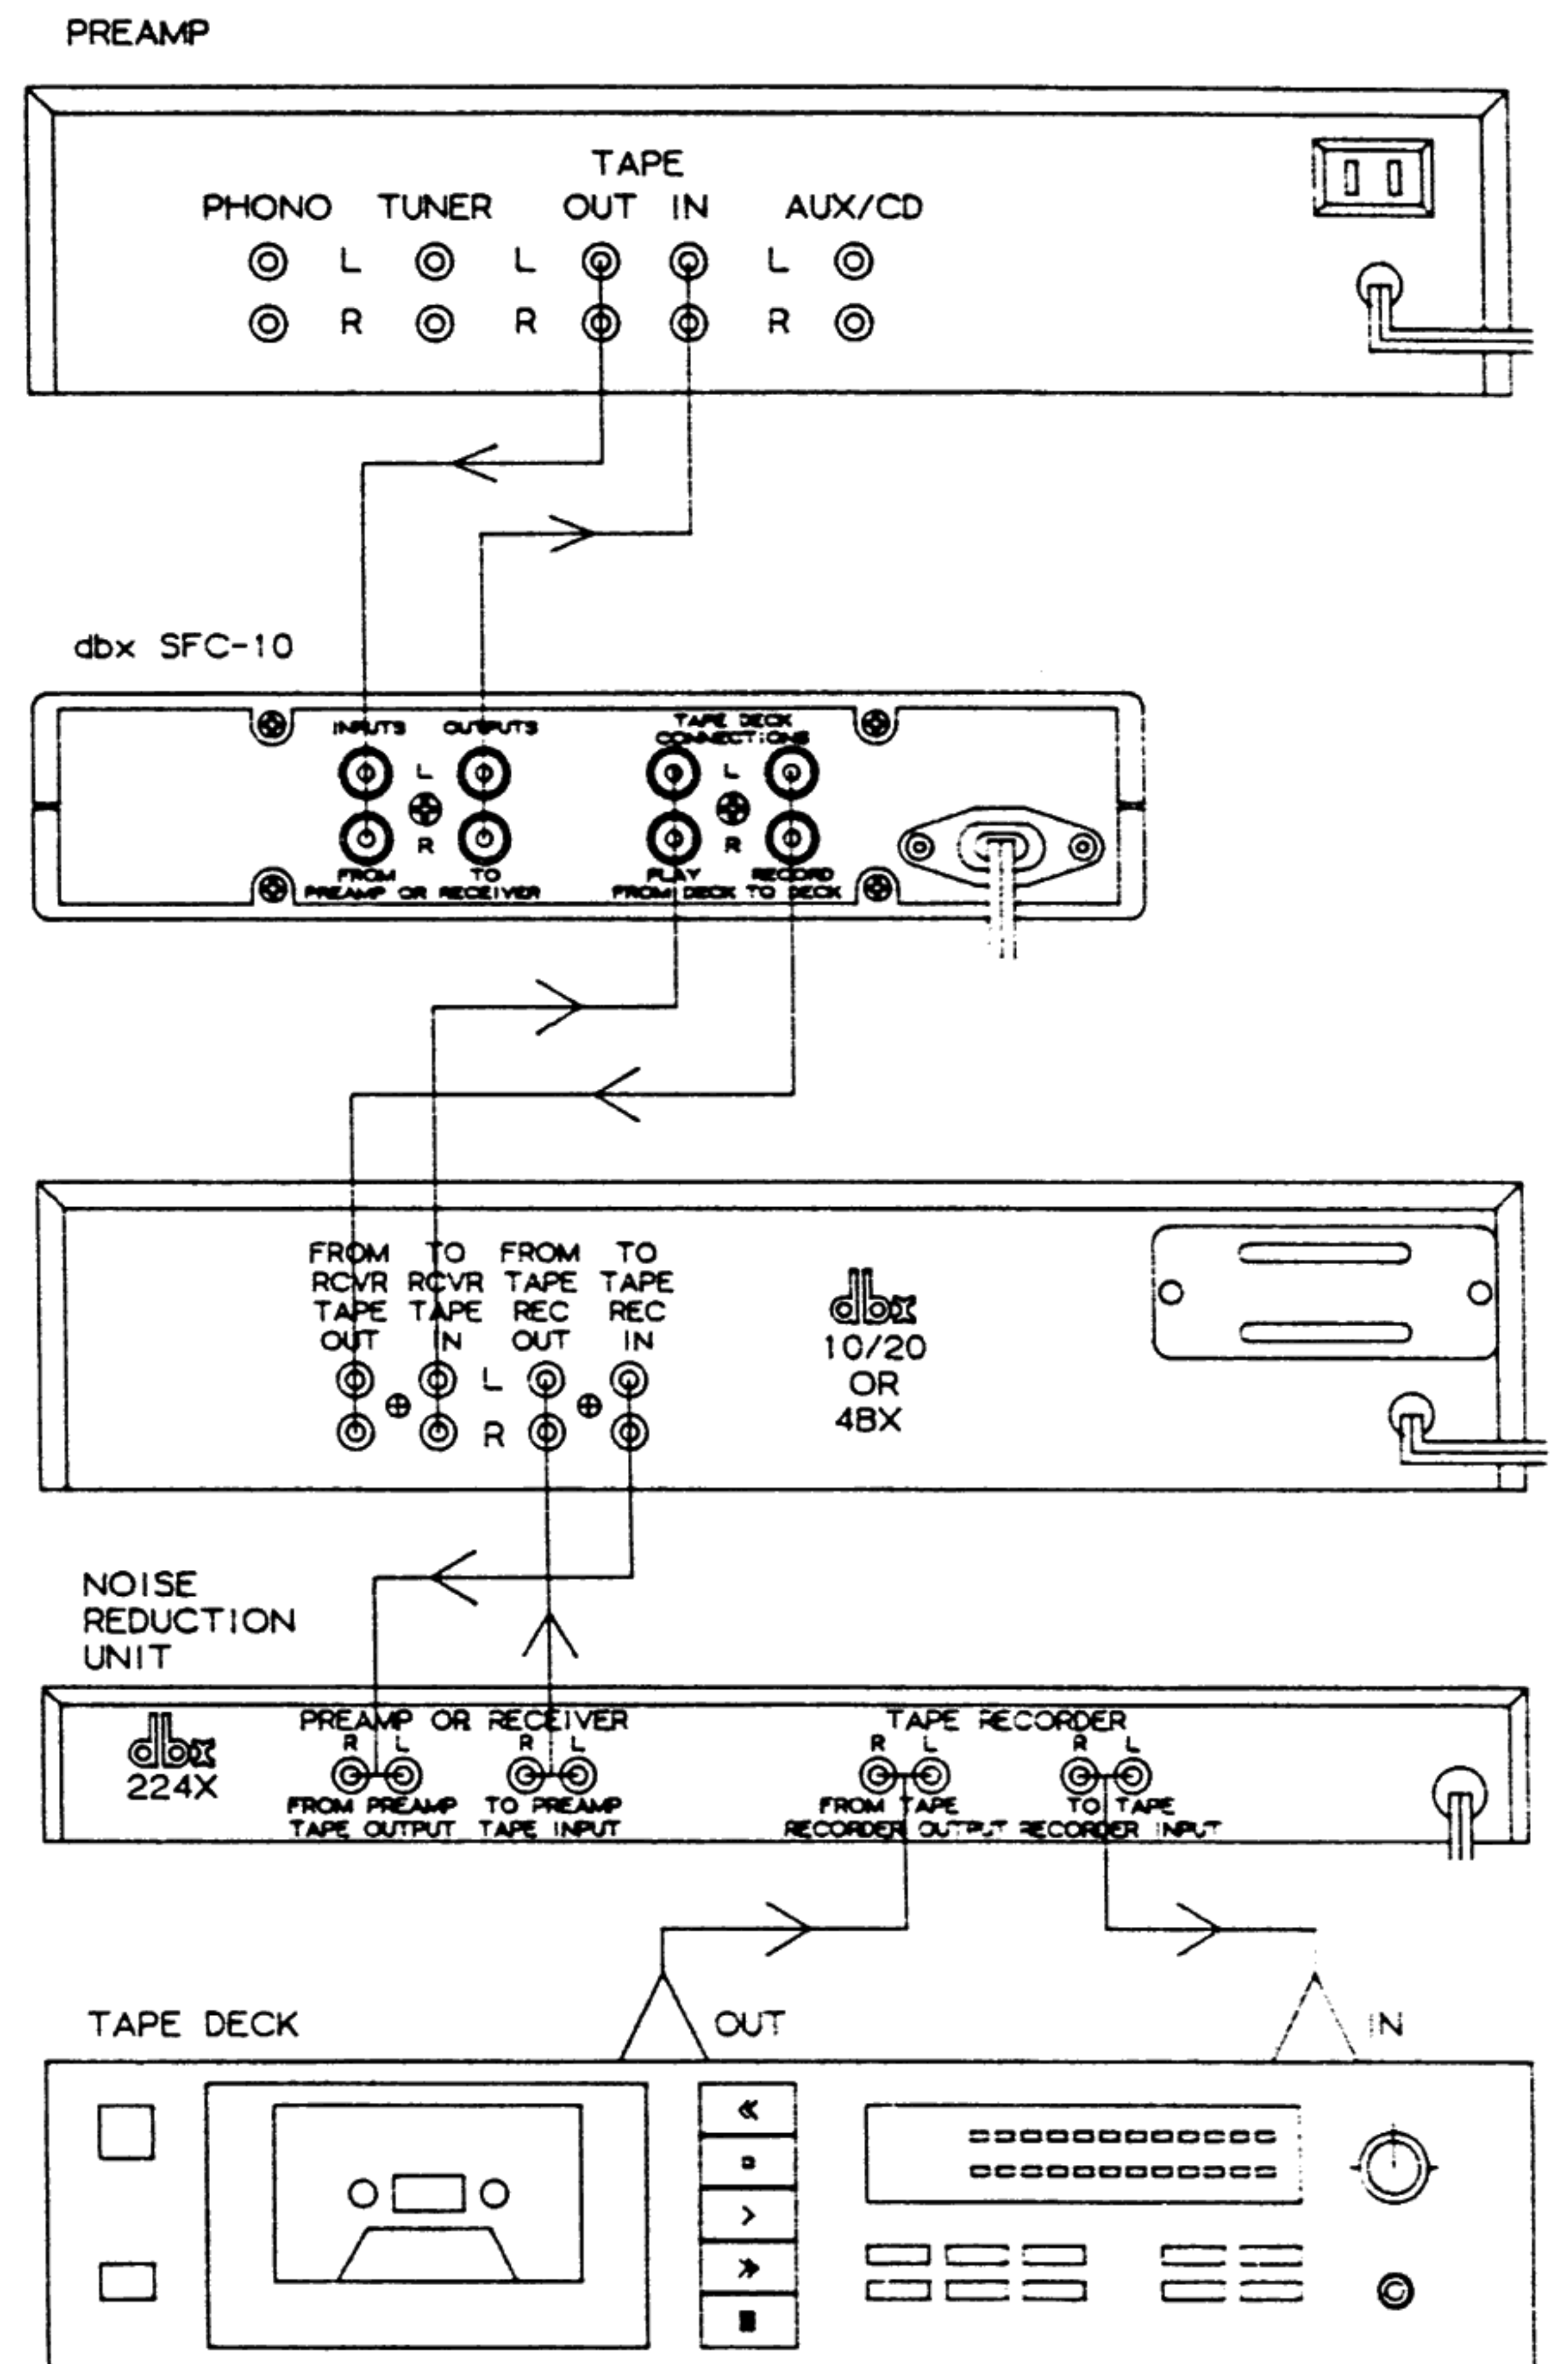 PREAMP
TAPE
PHONO TUNER OUT IN AUX/CD
L L L
R R R
dbx SFC-10
INPUTS OUTPUTS TAPE DECK
CONNECTIONS
L L
R R
FROM TO PLAY RECORD
PREAMP OR RECEIVER FROM DECK TO DECK
FROM TO FROM TO
RCVR RCVR TAPE TAPE
TAPE TAPE REC REC
OUT IN OUT IN
L
R
dbx
10/20
OR
4BX
NOISE
REDUCTION
UNIT
dbx
224X
PREAMP OR RECEIVER TAPE RECORDER
R L R L R L R L
FROM PREAMP TO PREAMP FROM TAPE TO TAPE
TAPE OUTPUT TAPE INPUT RECORDER OUTPUT RECORDER INPUT
TAPE DECK OUT IN